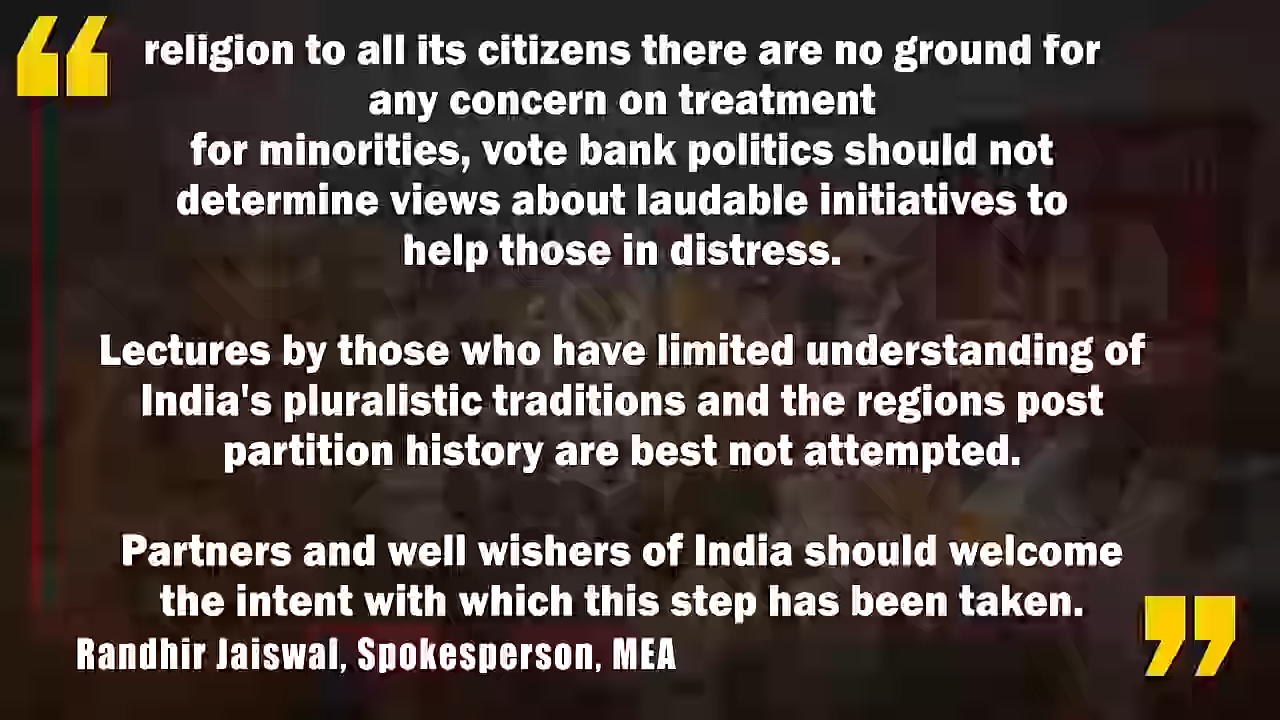 religion to all its citizens there are no ground for
any concern on treatment
for minorities, vote bank politics should not
determine views about laudable initiatives to
help those in distress.
Lectures by those who have limited understanding of
India's pluralistic traditions and the regions post
partition history are best not attempted.
Partners and well wishers of India should welcome
the intent with which this step has been taken.
Randhir Jaiswal, Spokesperson, MEA